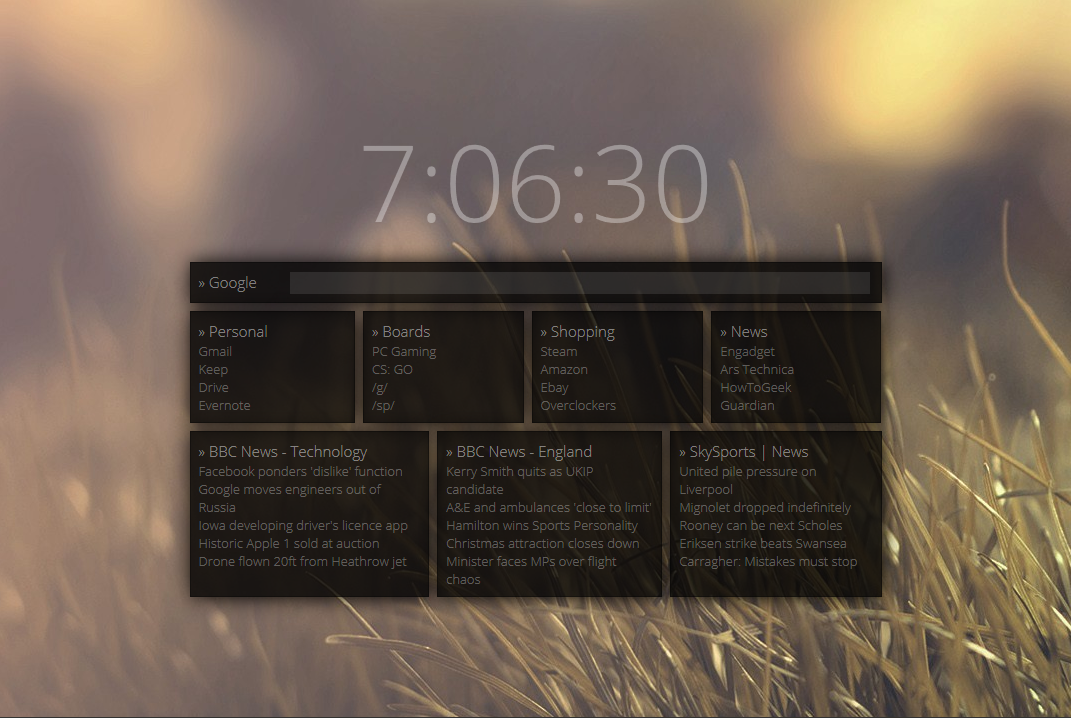 7:06:30
» Google
» Personal
Gmail
Keep
Drive
Evernote
» Boards
PC Gaming
CS: GO
/g/
/sp/
» Shopping
Steam
Amazon
Ebay
Overclockers
» News
Engadget
Ars Technica
HowToGeek
Guardian
» BBC News - Technology
Facebook ponders 'dislike' function
Google moves engineers out of
Russia
Iowa developing driver's licence app
Historic Apple 1 sold at auction
Drone flown 20ft from Heathrow jet
» BBC News - England
Kerry Smith quits as UKIP
candidate
A&E and ambulances 'close to limit'
Hamilton wins Sports Personality
Christmas attraction closes down
Minister faces MPs over flight
chaos
» SkySports | News
United pile pressure on
Liverpool
Mignolet dropped indefinitely
Rooney can be next Scholes
Eriksen strike beats Swansea
Carragher: Mistakes must stop